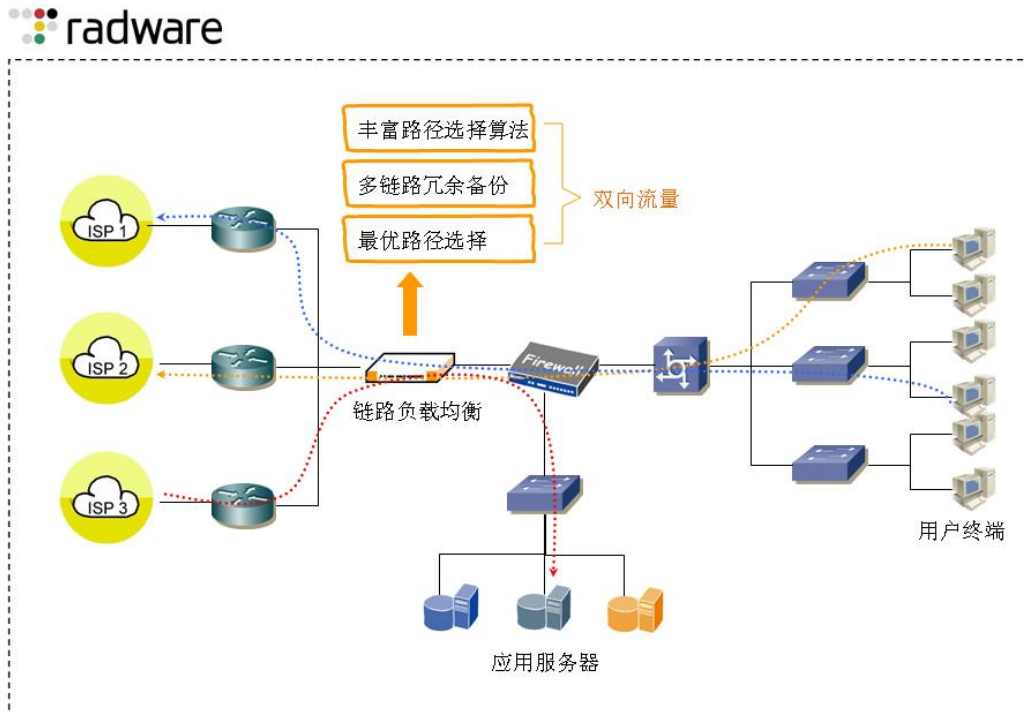 radware
丰富路径选择算法
多链路冗余备份
双向流量
最优路径选择
ISP 1
ISP 2
Firewall
链路负载均衡
ISP 3
用户终端
应用服务器